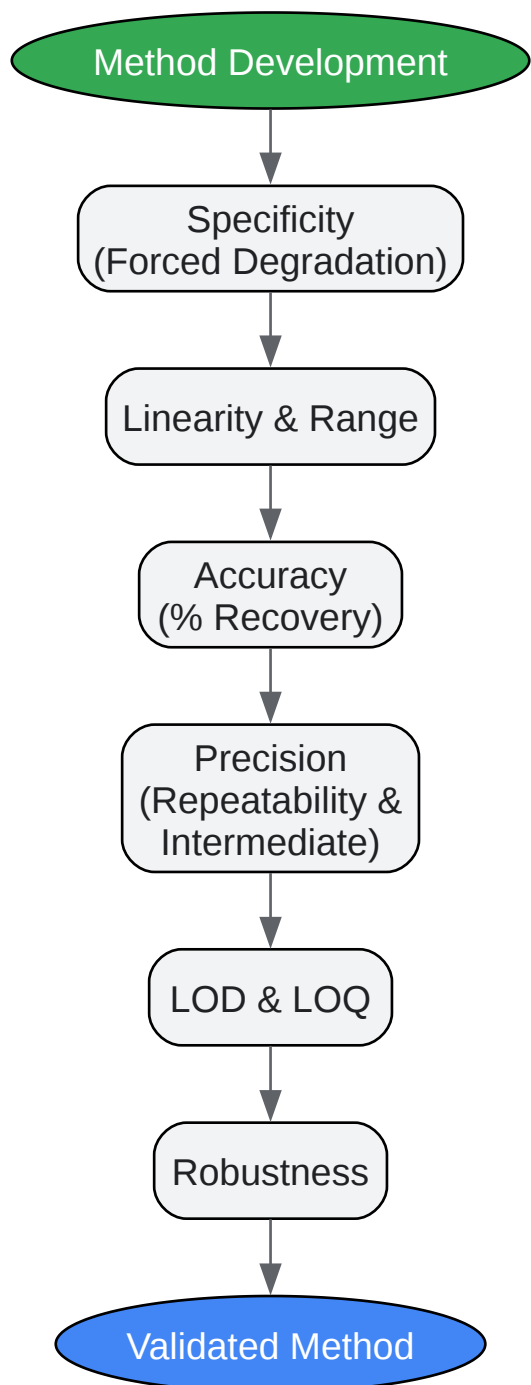 Method Development
Specificity
(Forced Degradation)
Linearity & Range
Accuracy
(% Recovery)
Precision
(Repeatability &
Intermediate)
LOD & LOQ
Robustness
Validated Method